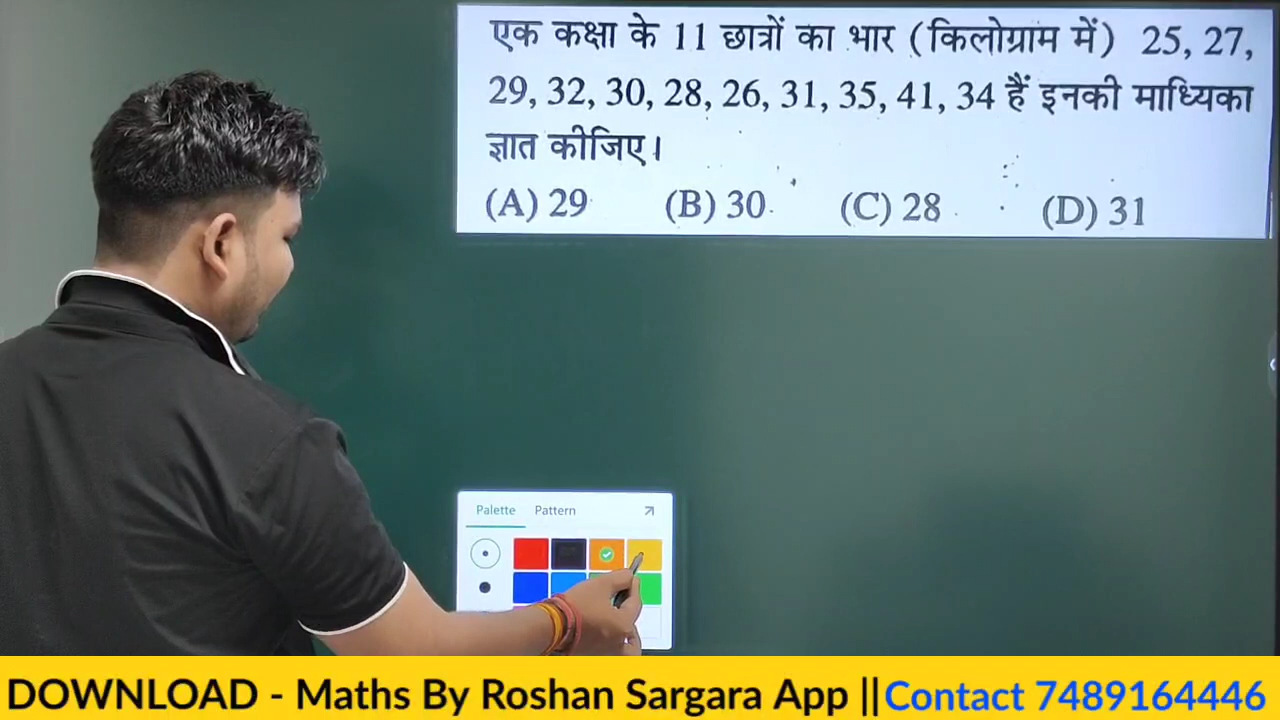 एक कक्षा के 11 छात्रों का भार (किलोग्राम में) 25, 27,
29, 32, 30, 28, 26, 31, 35, 41, 34 हैं इनकी माध्यिका
ज्ञात कीजिए।
(A) 29 (B) 30 (C) 28 (D) 31
Palette Pattern
DOWNLOAD - Maths By Roshan Sargara App || Contact 7489164446